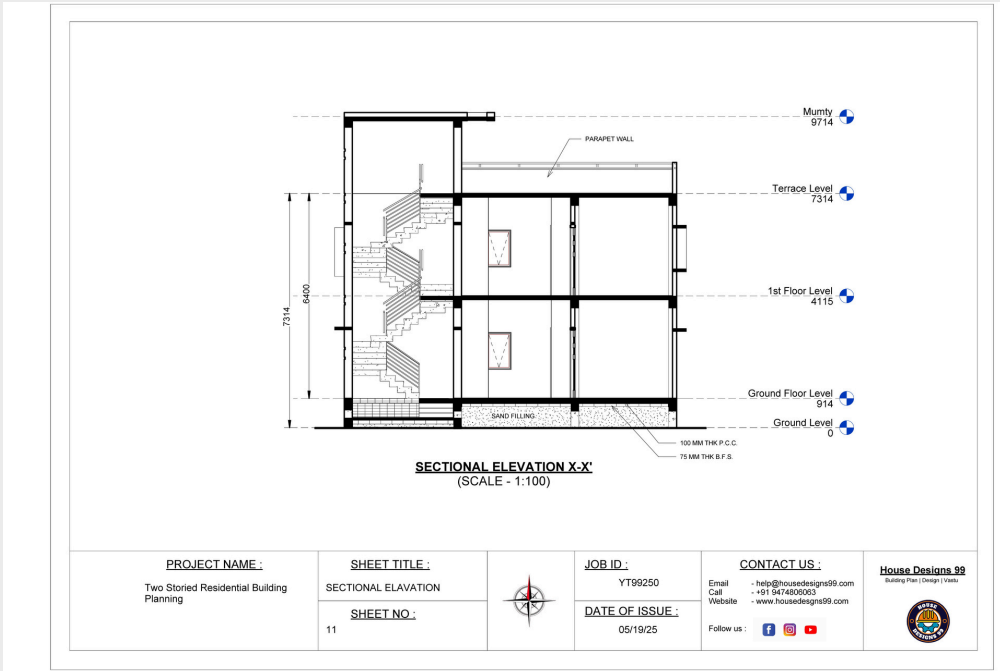 Mumty
9714
PARAPET WALL
Terrace Level
7314
1st Floor Level
4115
7314
6400
Ground Floor Level
914
SAND FILLING
Ground Level
0
100 MM THK P.C.C.
75 MM THK B.F.S.
SECTIONAL ELEVATION X-X'
(SCALE - 1:100)
PROJECT NAME :
Two Storied Residential Building
Planning
SHEET TITLE :
SECTIONAL ELAVATION
SHEET NO :
11
JOB ID :
YT99250
DATE OF ISSUE :
05/19/25
CONTACT US :
Email - help@housedesigns99.com
Call - +91 9474806063
Website - www.housedesgns99.com
Follow us :
House Designs 99
Building Plan | Design | Vastu
HOUSE
DESIGNS 99